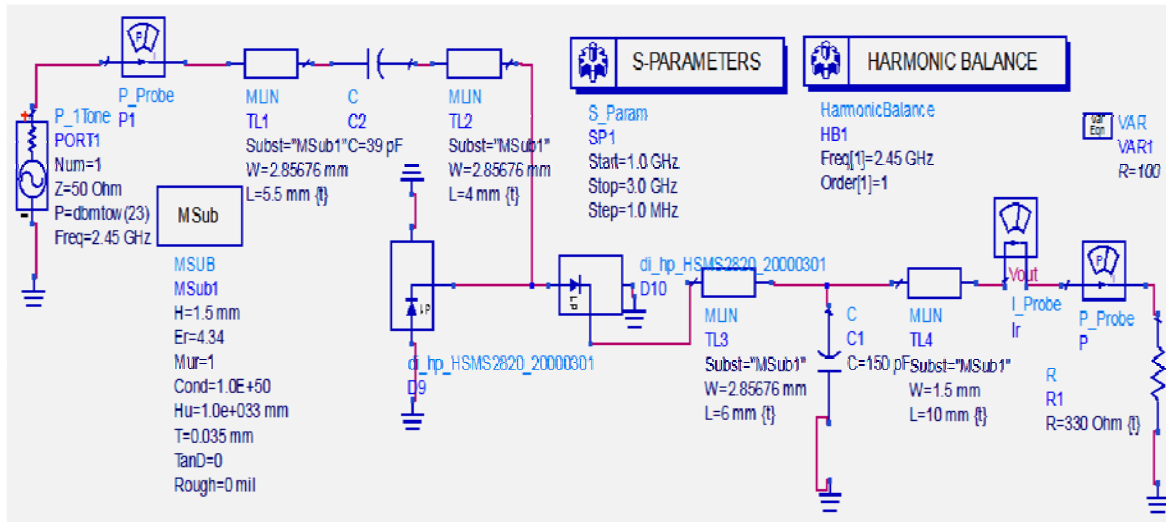 P_Probe
P1
P_1Tone
PORT1
Num=1
Z=50 Ohm
P=dbmtow(23)
Freq=2.45 GHz
MLIN
TL1
Subst="MSub1"
W=2.85676 mm
L=5.5 mm {t}
C
C2
C=39 pF
MLIN
TL2
Subst="MSub1"
W=2.85676 mm
L=4 mm {t}
S-PARAMETERS
S_Param
SP1
Start=1.0 GHz
Stop=3.0 GHz
Step=1.0 MHz
HARMONIC BALANCE
HarmonicBalance
HB1
Freq[1]=2.45 GHz
Order[1]=1
Var
Eqn
VAR
VAR1
R=100
MSub
MSUB
MSub1
H=1.5 mm
Er=4.34
Mur=1
Cond=1.0E+50
Hu=1.0e+033 mm
T=0.035 mm
TanD=0
Rough=0 mil
di_hp_HSMS2820_20000301
D9
di_hp_HSMS2820_20000301
D10
MLIN
TL3
Subst="MSub1"
W=2.85676 mm
L=6 mm {t}
C
C1
C=150 pF
MLIN
TL4
Subst="MSub1"
W=1.5 mm
L=10 mm {t}
Vout
I_Probe
Ir
P_Probe
P
R
R1
R=330 Ohm {t}